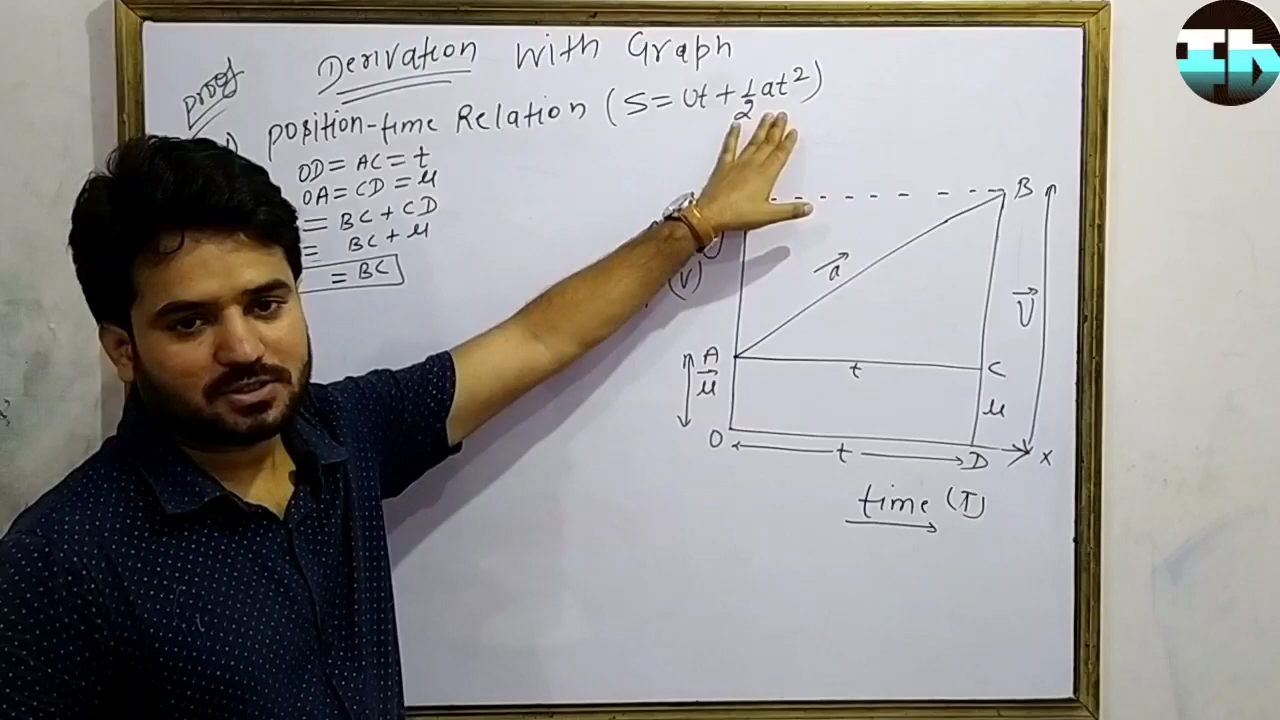 Derivation With Graph
Proof
Position-time Relation (S = Ut + 1/2 at²)
OD = AC = t
OA = CD = u
= BC + CD
= BC + u
= BC
B
a
(V)
V
A
t
C
u
u
O
t
D
X
time (T)